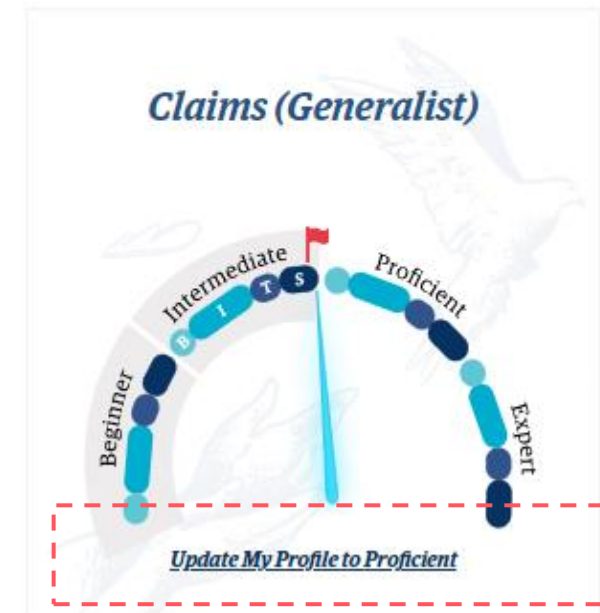 Claims (Generalist)
Intermediate
Proficient
B I T S
Beginner
Expert
Update My Profile to Proficient